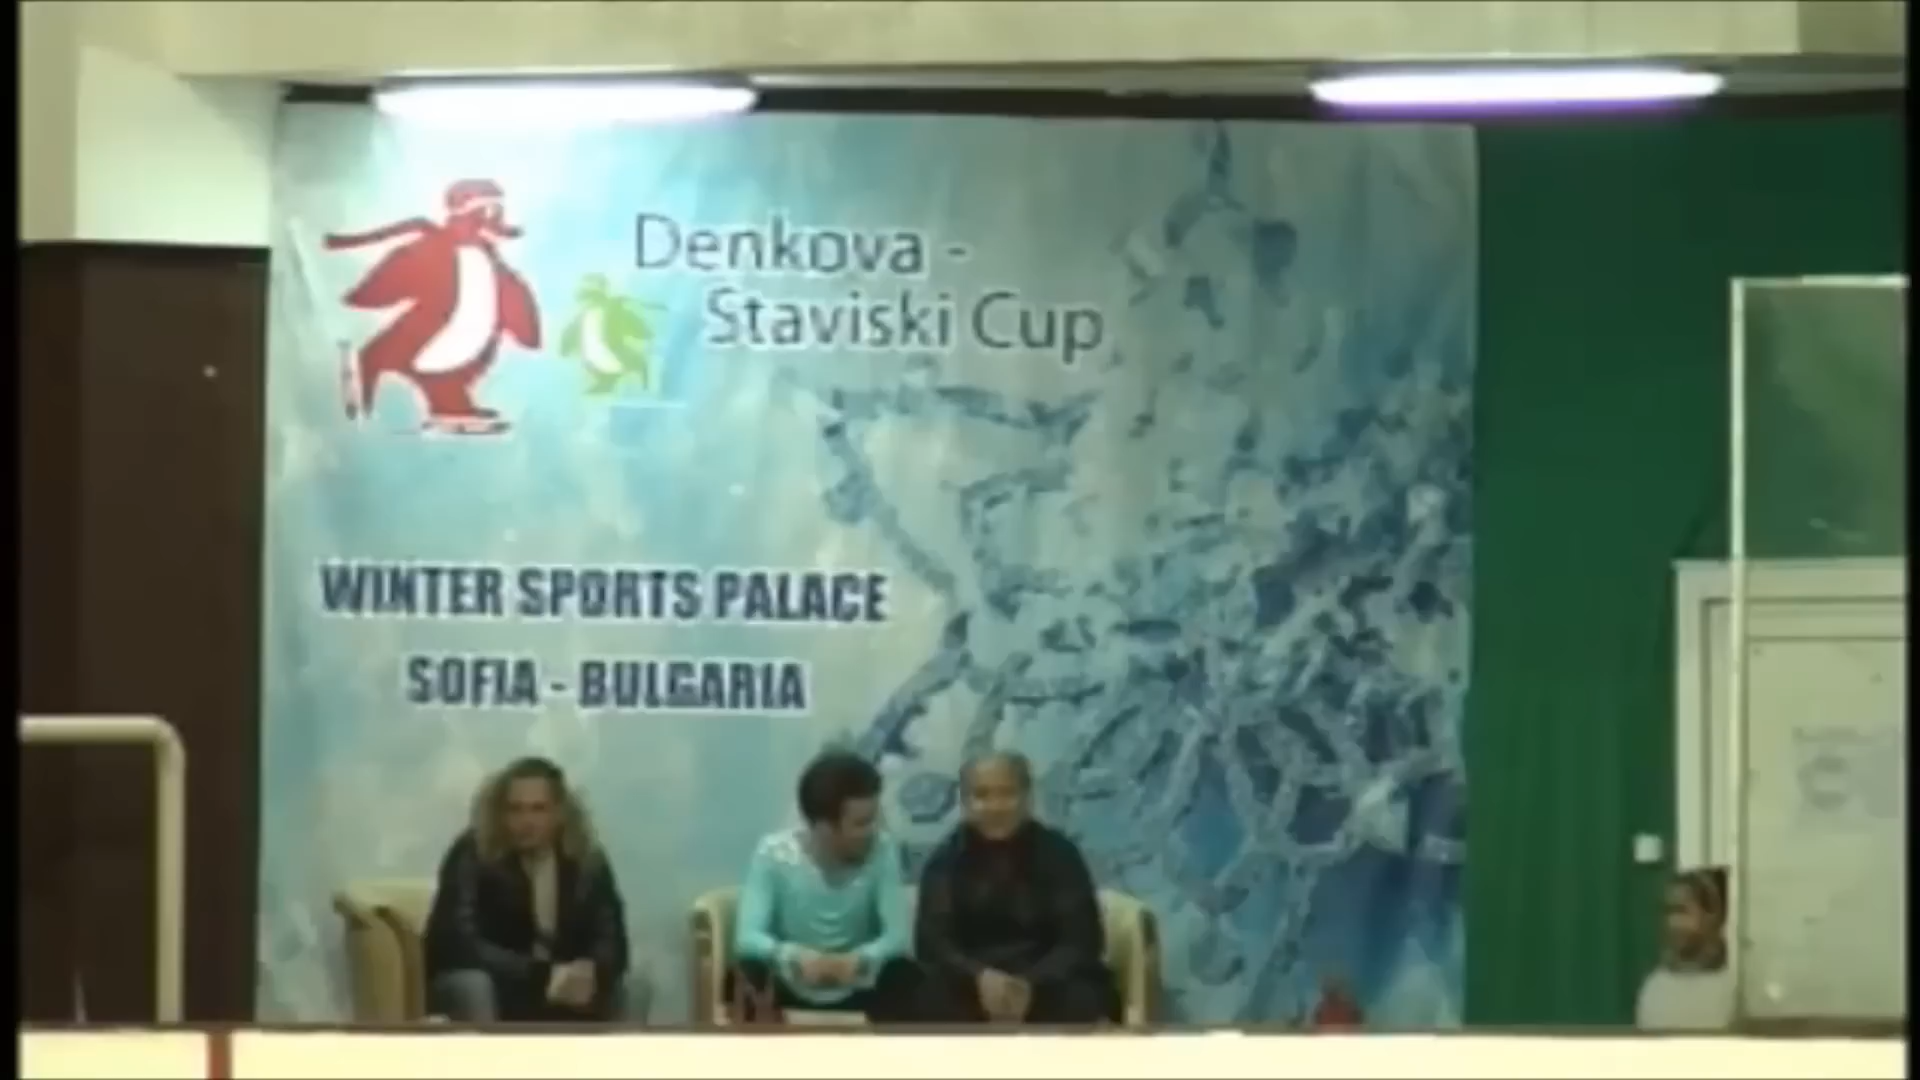 Denkova -
Staviski Cup
WINTER SPORTS PALACE
SOFIA - BULGARIA